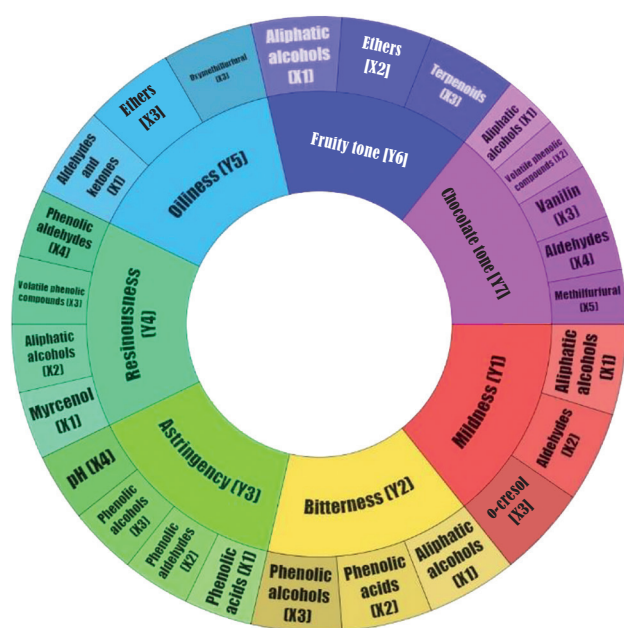 Aliphatic
alcohols
(X1)
Ethers
[X2]
Terpenoids
(X3)
Fruity tone [Y6]
Aliphatic
alcohols (X1)
Volatile phenolic
compounds (X2)
Vanilin
(X3)
Aldehydes
(X4)
Methilfurfural
(X5)
Chocolate tone [Y7]
Aliphatic
alcohols
(X1)
Aldehydes
(X2)
o-cresol
[X3]
Mildness (Y1)
Aliphatic
alcohols
(X1)
Phenolic
acids
(X2)
Phenolic
alcohols
(X3)
Bitterness (Y2)
Phenolic
acids (X1)
Phenolic
aldehydes
(X2)
Phenolic
alcohols
(X3)
pH (X4)
Astringency (Y3)
Myrcenol
(X1)
Aliphatic
alcohols
(X2)
Volatile phenolic
compounds (X3)
Phenolic
aldehydes
(X4)
Resinousness
(Y4)
Aldehydes
and
ketones
(X1)
Ethers
[X3]
(X3)
Oiliness (Y5)